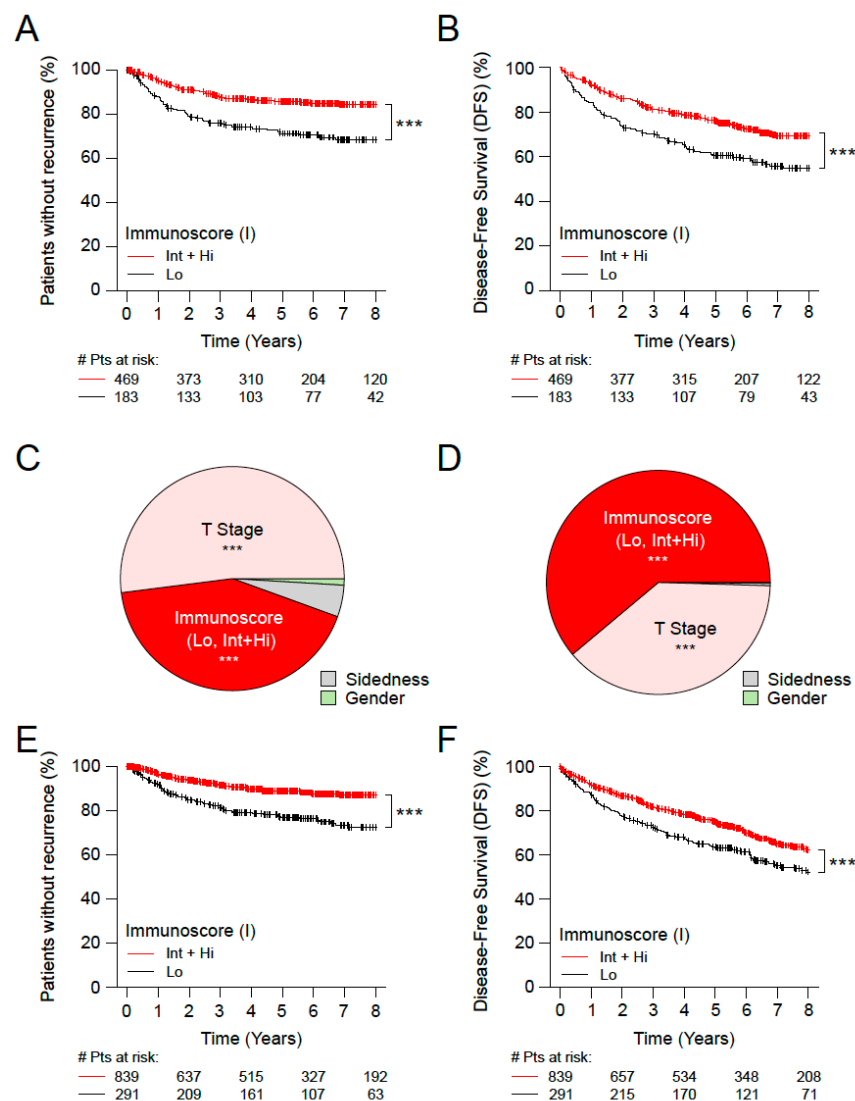 A
Patients without recurrence (%)
100
80
60
40
20
0
Immunoscore (I)
Int + Hi
Lo
***
0 1 2 3 4 5 6 7 8
Time (Years)
# Pts at risk:
469 373 310 204 120
183 133 103 77 42
B
Disease-Free Survival (DFS) (%)
100
80
60
40
20
0
Immunoscore (I)
Int + Hi
Lo
***
0 1 2 3 4 5 6 7 8
Time (Years)
# Pts at risk:
469 377 315 207 122
183 133 107 79 43
C
T Stage
***
Immunoscore
(Lo, Int+Hi)
***
Sidedness
Gender
D
Immunoscore
(Lo, Int+Hi)
***
T Stage
***
Sidedness
Gender
E
Patients without recurrence (%)
100
80
60
40
20
0
Immunoscore (I)
Int + Hi
Lo
***
0 1 2 3 4 5 6 7 8
Time (Years)
# Pts at risk:
839 637 515 327 192
291 209 161 107 63
F
Disease-Free Survival (DFS) (%)
100
80
60
40
20
0
Immunoscore (I)
Int + Hi
Lo
***
0 1 2 3 4 5 6 7 8
Time (Years)
# Pts at risk:
839 657 534 348 208
291 215 170 121 71